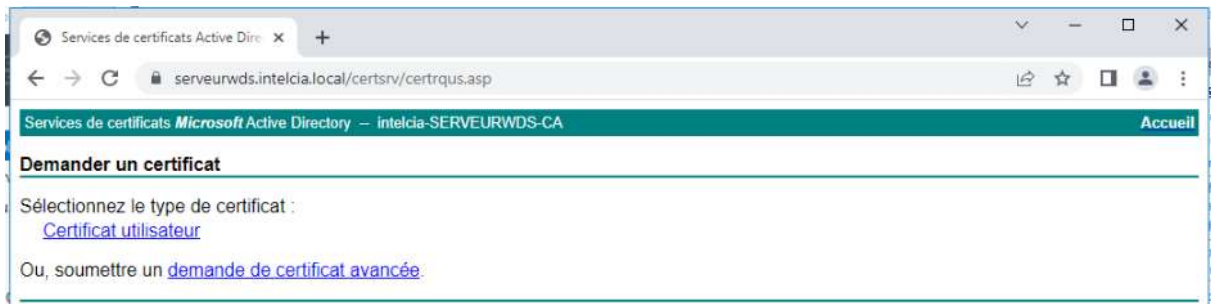 Services de certificats Active Dire
serveurwds.intelcia.local/certsrv/certrqus.asp
Services de certificats Microsoft Active Directory -- intelcia-SERVEURWDS-CA Accueil
Demander un certificat
Sélectionnez le type de certificat :
Certificat utilisateur
Ou, soumettre un demande de certificat avancée.